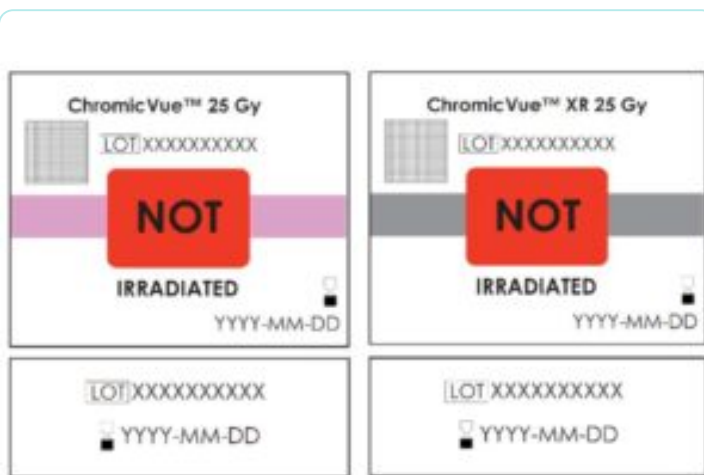 ChromicVue™ 25 Gy
LOT XXXXXXXXXX
NOT
IRRADIATED
YYYY-MM-DD
LOT XXXXXXXXXX
YYYY-MM-DD
ChromicVue™ XR 25 Gy
LOT XXXXXXXXXX
NOT
IRRADIATED
YYYY-MM-DD
LOT XXXXXXXXXX
YYYY-MM-DD